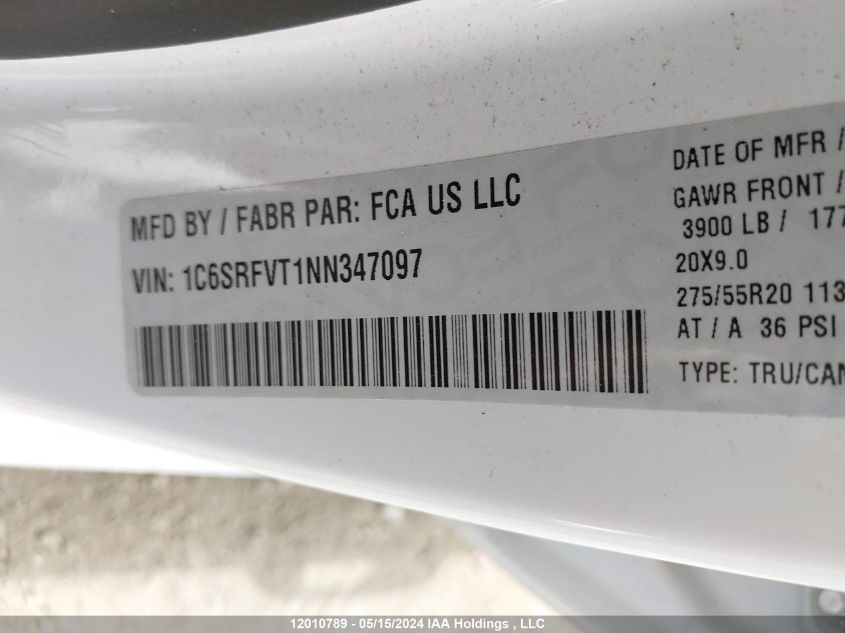 MFD BY / FABR PAR: FCA US LLC
VIN: 1C6SRFVT1NN347097
DATE OF MFR /
GAWR FRONT /
3900 LB / 177
20X9.0
275/55R20 113
AT / A 36 PSI
TYPE: TRU/CAN
12010789 - 05/15/2024 IAA Holdings , LLC